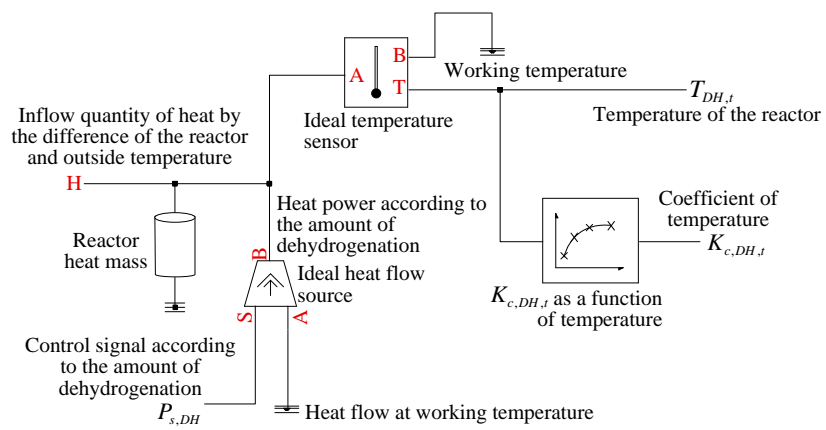 B
A
T
Working temperature
T_{DH,t}
Temperature of the reactor
Ideal temperature
sensor
Inflow quantity of heat by
the difference of the reactor
and outside temperature
H
Heat power according to
the amount of
dehydrogenation
Reactor
heat mass
B
Ideal heat flow
source
S
A
Coefficient of
temperature
K_{c,DH,t}
K_{c,DH,t} as a function
of temperature
Control signal according
to the amount of
dehydrogenation
P_{s,DH}
Heat flow at working temperature